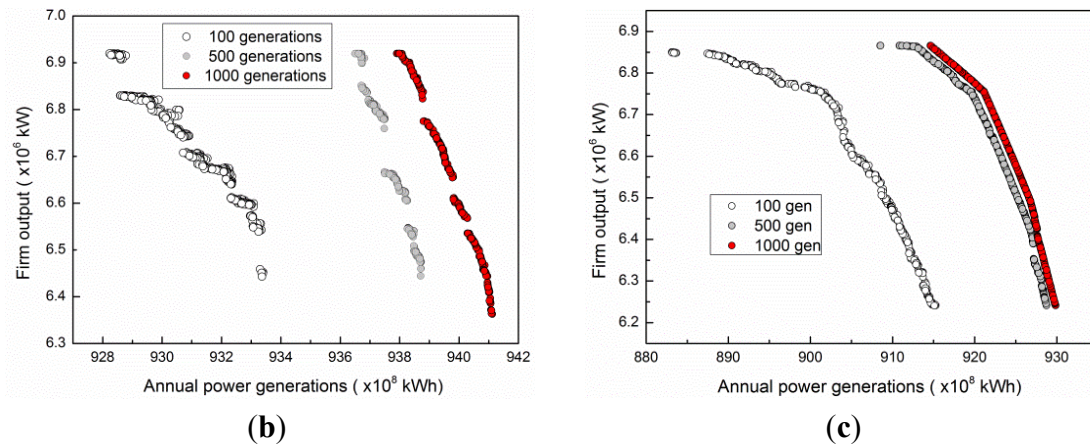 7.0
6.9
6.8
6.7
6.6
6.5
6.4
6.3
Firm output ( x10⁶ kW)
100 generations
500 generations
1000 generations
928 930 932 934 936 938 940 942
Annual power generations ( x10⁸ kWh)
(b)
6.9
6.8
6.7
6.6
6.5
6.4
6.3
6.2
Firm output ( x10⁶ kW)
100 gen
500 gen
1000 gen
880 890 900 910 920 930
Annual power generations ( x10⁸ kWh)
(c)